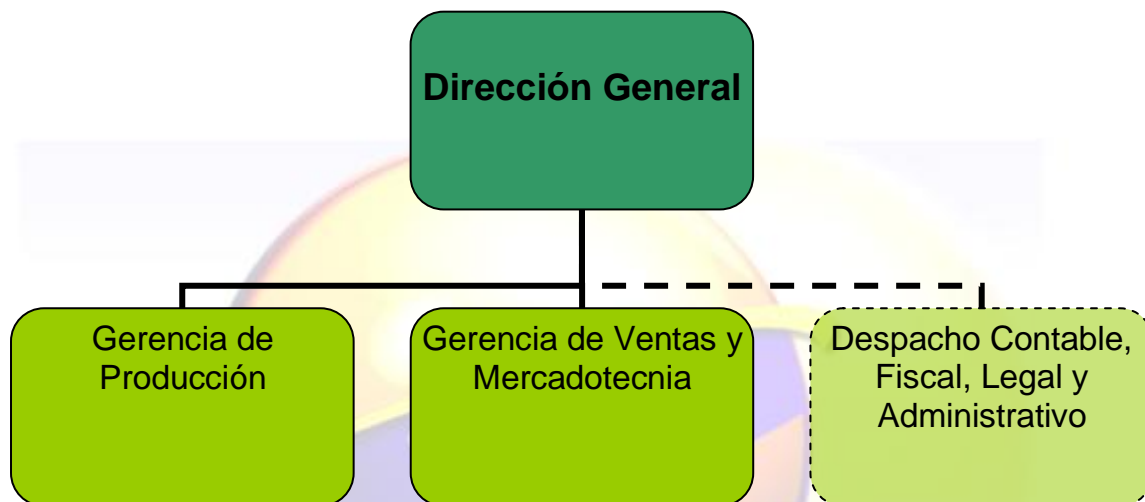 Dirección General
Gerencia de
Producción
Gerencia de Ventas y
Mercadotecnia
Despacho Contable,
Fiscal, Legal y
Administrativo